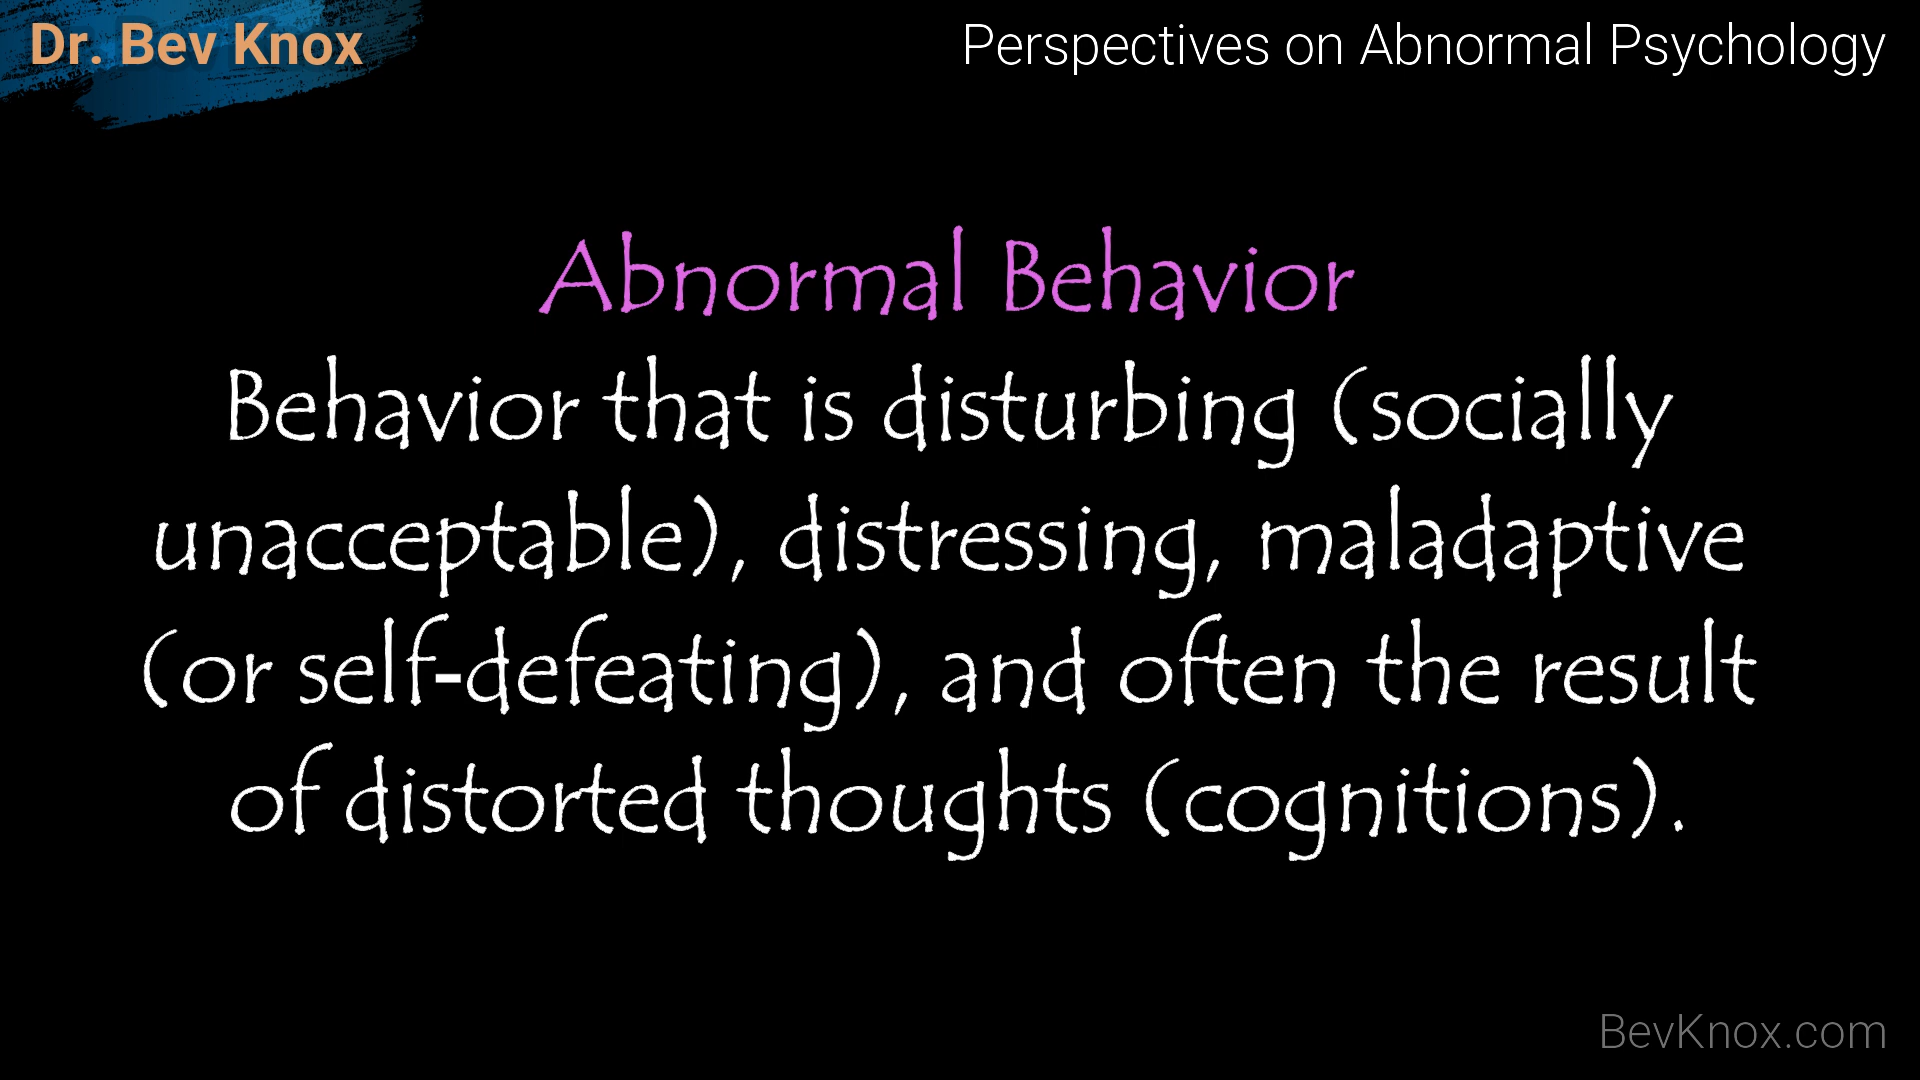 Dr. Bev Knox
Perspectives on Abnormal Psychology
Abnormal Behavior
Behavior that is disturbing (socially
unacceptable), distressing, maladaptive
(or self-defeating), and often the result
of distorted thoughts (cognitions).
BevKnox.com